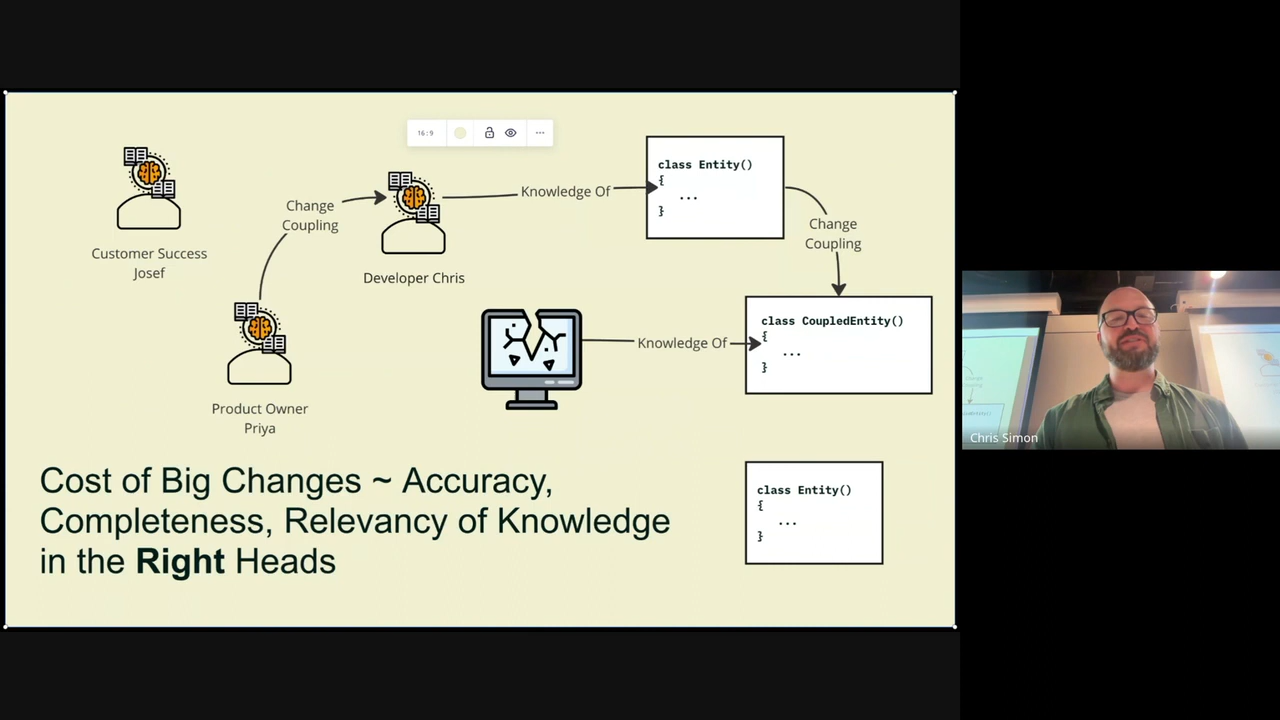 16:9
Customer Success
Josef
Change
Coupling
Developer Chris
Knowledge Of
class Entity()
{
...
}
Change
Coupling
Product Owner
Priya
Knowledge Of
class CoupledEntity()
{
...
}
Cost of Big Changes ~ Accuracy,
Completeness, Relevancy of Knowledge
in the Right Heads
class Entity()
{
...
}
Chris Simon